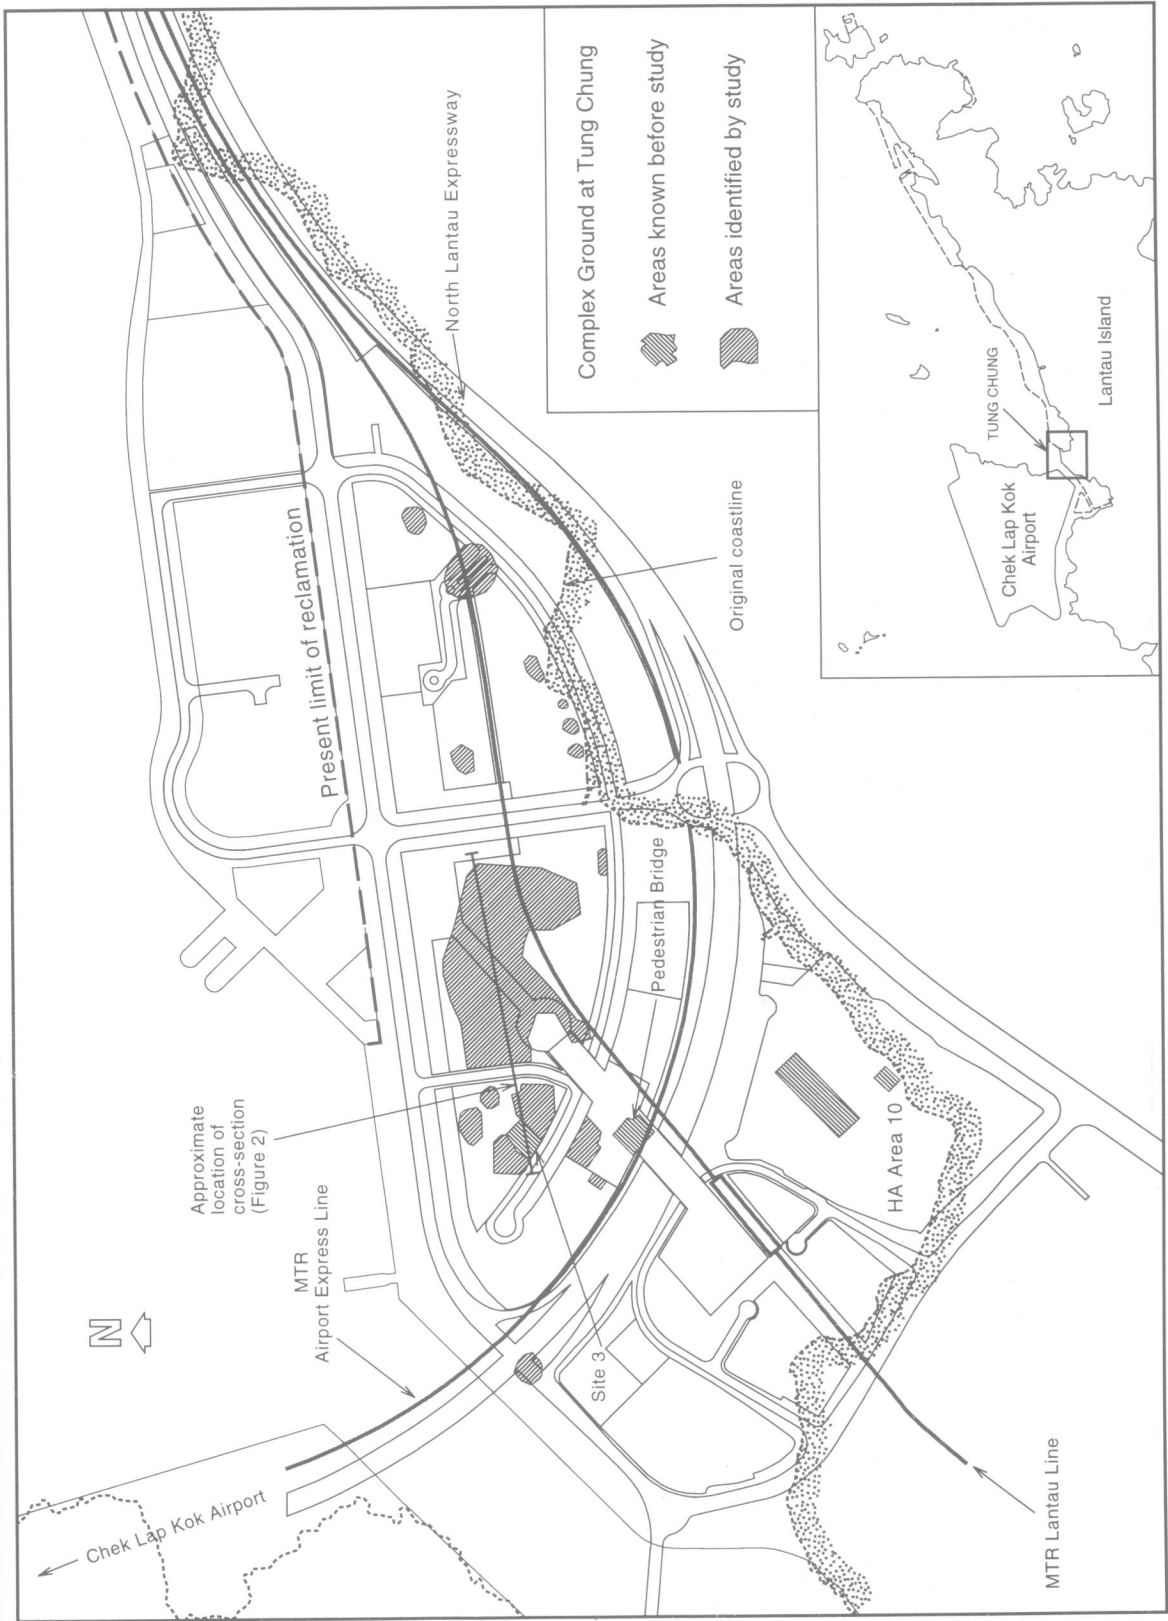 Complex Ground at Tung Chung
Areas known before study
Areas identified by study
North Lantau Expressway
Present limit of reclamation
Original coastline
Pedestrian Bridge
Approximate
location of
cross-section
(Figure 2)
HA Area 10
N
MTR
Airport Express Line
Site 3
Chek Lap Kok Airport
MTR Lantau Line
TUNG CHUNG
Lantau Island
Chek Lap Kok
Airport